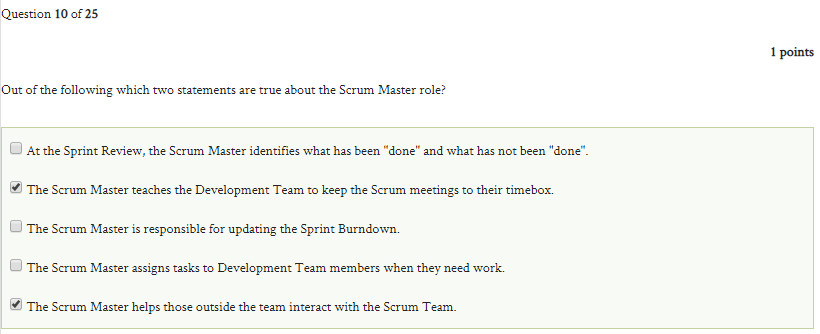 Question 10 of 25
1 points
Out of the following which two statements are true about the Scrum Master role?
At the Sprint Review, the Scrum Master identifies what has been "done" and what has not been "done".
The Scrum Master teaches the Development Team to keep the Scrum meetings to their timebox.
The Scrum Master is responsible for updating the Sprint Burndown.
The Scrum Master assigns tasks to Development Team members when they need work.
The Scrum Master helps those outside the team interact with the Scrum Team.